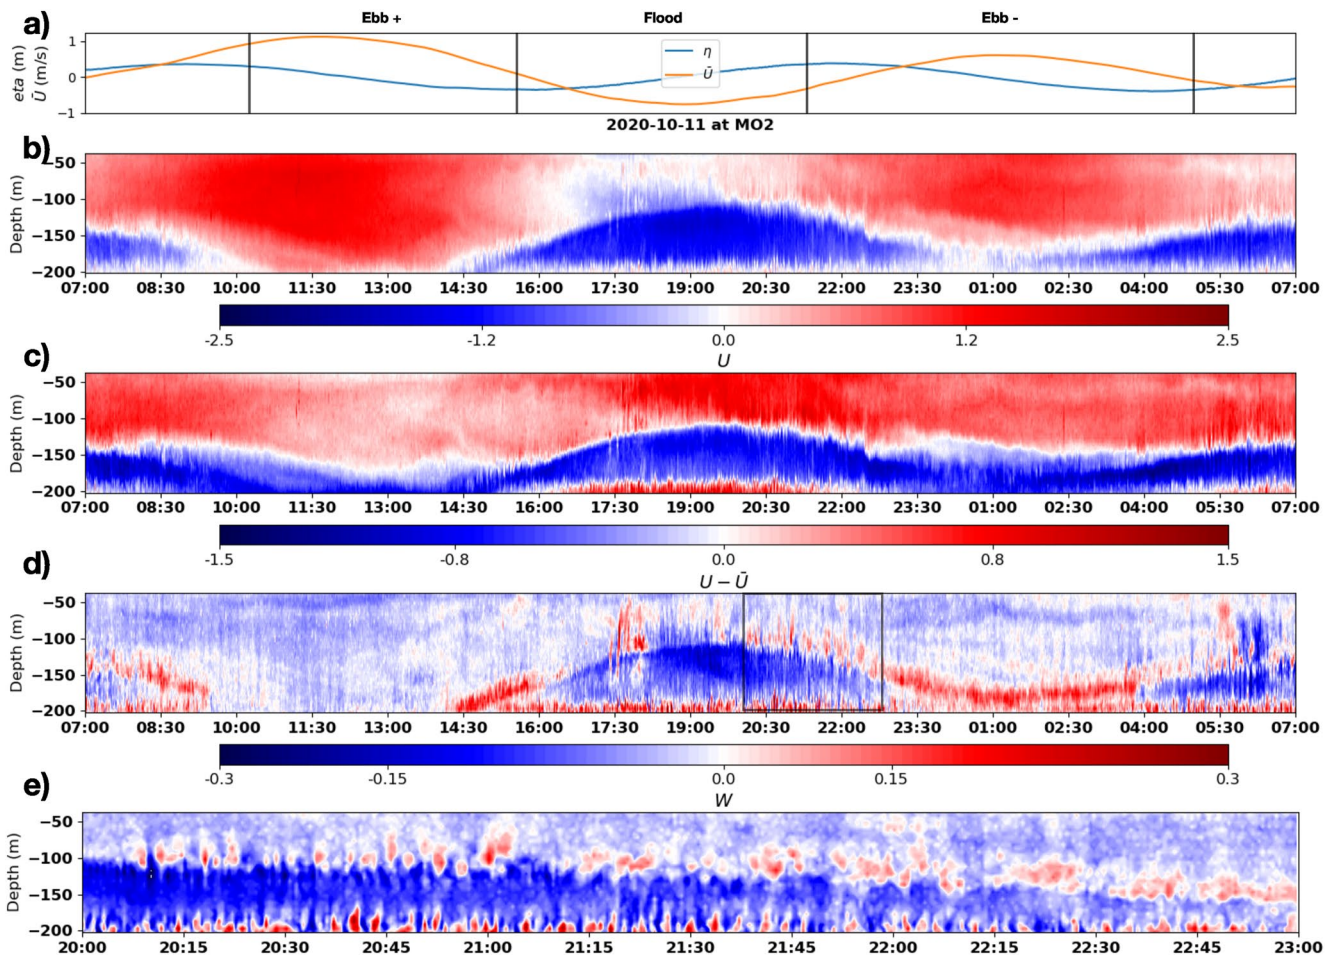 a)
Ebb +
Flood
Ebb -
eta (m)
Ū (m/s)
1
0
−1
η
Ū
2020-10-11 at MO2
b)
Depth (m)
−50
−100
−150
−200
07:00 08:30 10:00 11:30 13:00 14:30 16:00 17:30 19:00 20:30 22:00 23:30 01:00 02:30 04:00 05:30 07:00
-2.5 -1.2 0.0 1.2 2.5
U
c)
Depth (m)
−50
−100
−150
−200
07:00 08:30 10:00 11:30 13:00 14:30 16:00 17:30 19:00 20:30 22:00 23:30 01:00 02:30 04:00 05:30 07:00
-1.5 -0.8 0.0 0.8 1.5
U − Ū
d)
Depth (m)
−50
−100
−150
−200
07:00 08:30 10:00 11:30 13:00 14:30 16:00 17:30 19:00 20:30 22:00 23:30 01:00 02:30 04:00 05:30 07:00
-0.3 -0.15 0.0 0.15 0.3
W
e)
Depth (m)
−50
−100
−150
−200
20:00 20:15 20:30 20:45 21:00 21:15 21:30 21:45 22:00 22:15 22:30 22:45 23:00